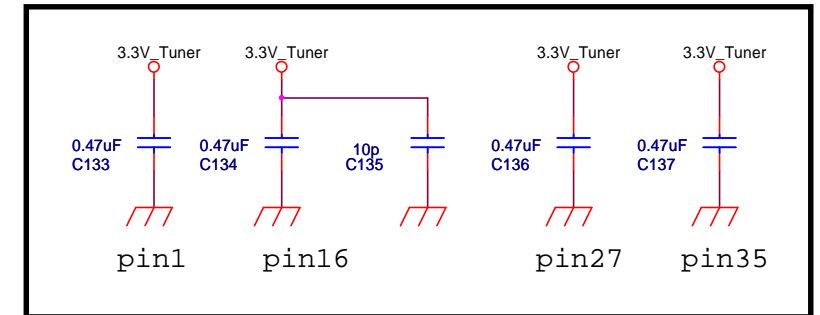 3.3V_Tuner
3.3V_Tuner
3.3V_Tuner
3.3V_Tuner
0.47uF
C133
0.47uF
C134
10p
C135
0.47uF
C136
0.47uF
C137
pin1
pin16
pin27
pin35